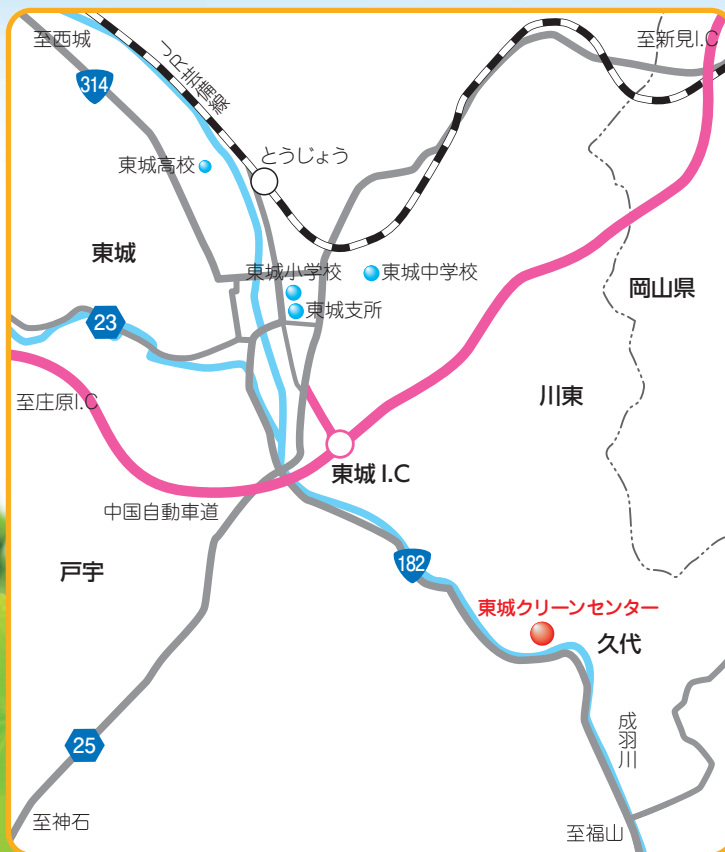 至西城
至新見I.C
314
JR吉備線
とうじょう
東城高校
東城
東城小学校
東城中学校
東城支所
岡山県
23
川東
至庄原I.C
東城 I.C
中国自動車道
182
戸宇
東城クリーンセンター
久代
成羽川
25
至神石
至福山